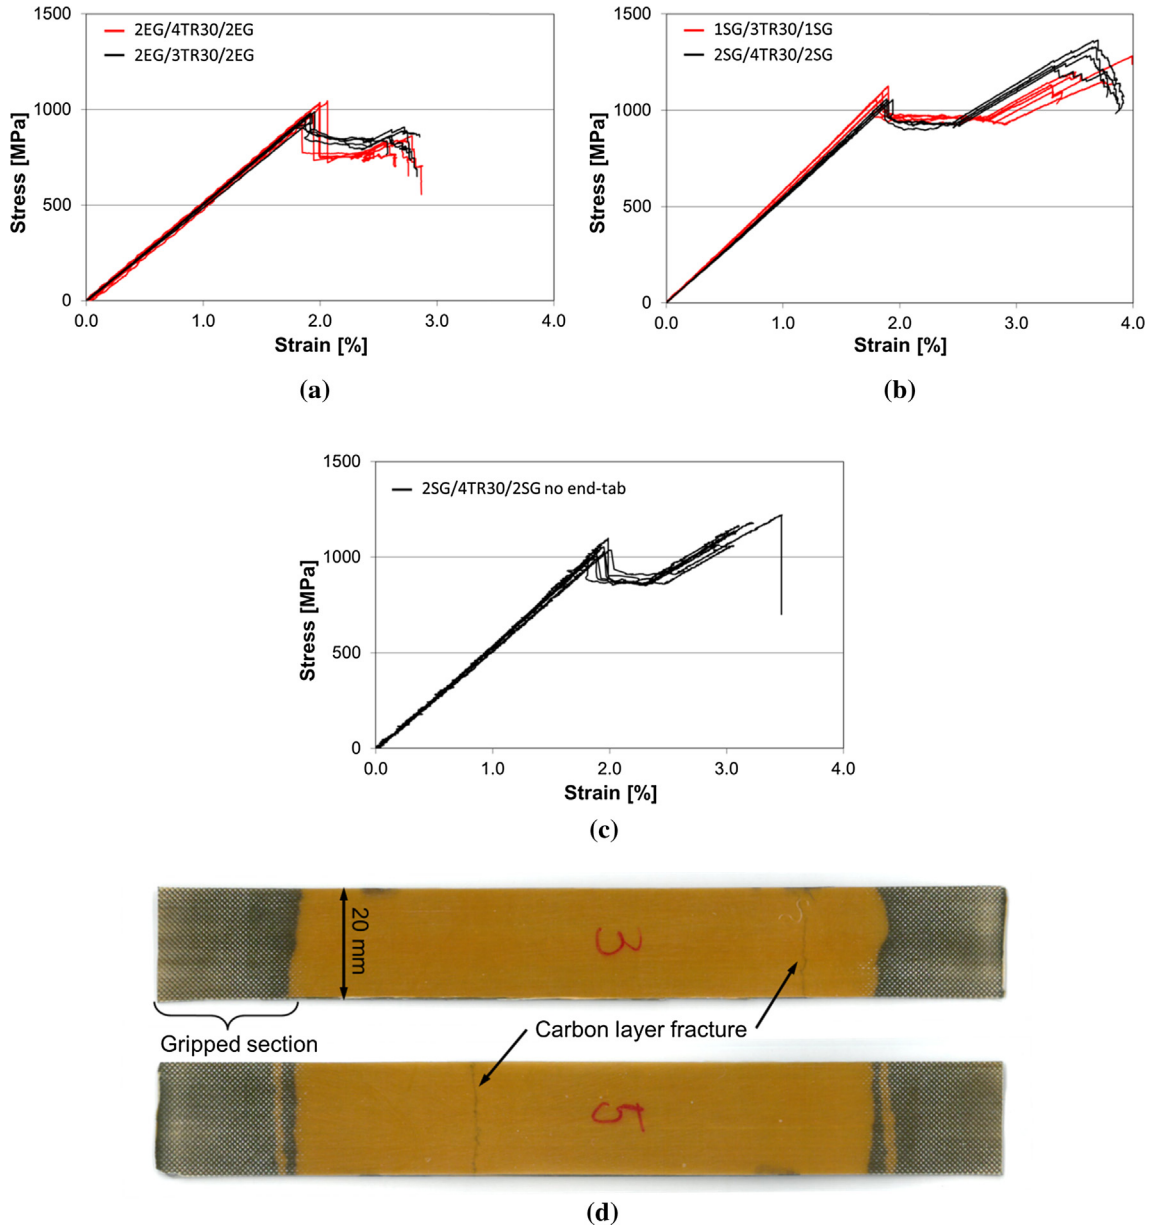 1500
1000
500
0
Stress [MPa]
2EG/4TR30/2EG
2EG/3TR30/2EG
0.0 1.0 2.0 3.0 4.0
Strain [%]
(a)
1500
1000
500
0
Stress [MPa]
1SG/3TR30/1SG
2SG/4TR30/2SG
0.0 1.0 2.0 3.0 4.0
Strain [%]
(b)
1500
1000
500
0
Stress [MPa]
2SG/4TR30/2SG no end-tab
0.0 1.0 2.0 3.0 4.0
Strain [%]
(c)
20 mm
3
Gripped section
Carbon layer fracture
5
(d)